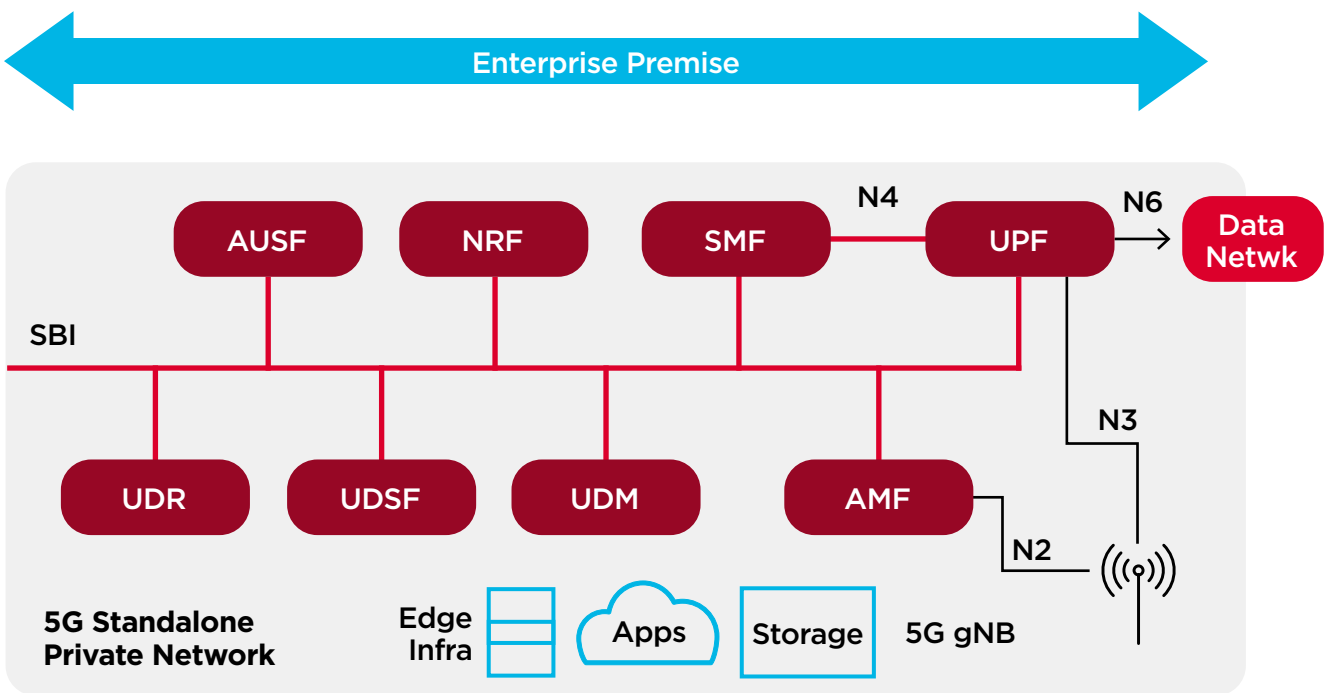 Enterprise Premise
N4
N6
AUSF
NRF
SMF
UPF
Data
Netwk
SBI
N3
UDR
UDSF
UDM
AMF
N2
5G Standalone
Private Network
Edge
Infra
Apps
Storage
5G gNB